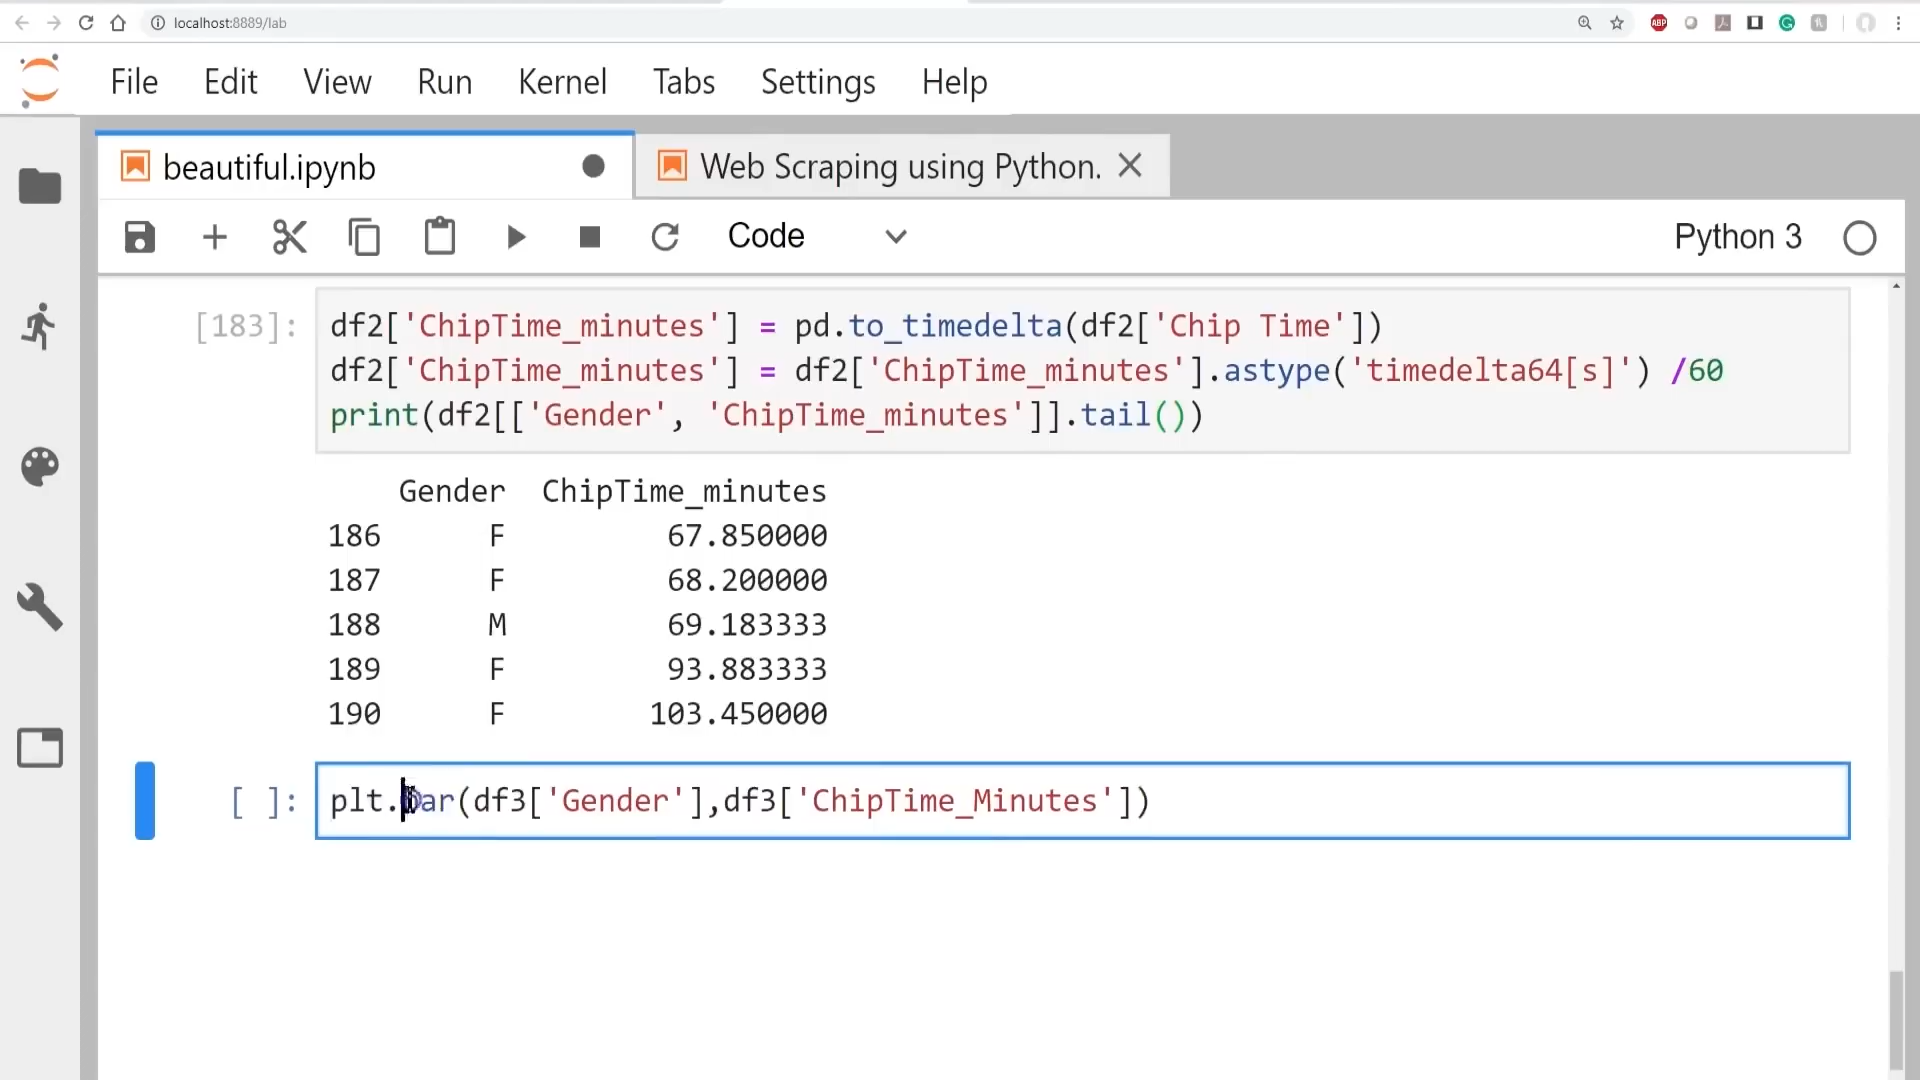 localhost:8889/lab
ABP
File Edit View Run Kernel Tabs Settings Help
beautiful.ipynb
Web Scraping using Python.
Code
Python 3
[183]: df2['ChipTime_minutes'] = pd.to_timedelta(df2['Chip Time'])
df2['ChipTime_minutes'] = df2['ChipTime_minutes'].astype('timedelta64[s]') /60
print(df2[['Gender', 'ChipTime_minutes']].tail())
Gender ChipTime_minutes
186 F 67.850000
187 F 68.200000
188 M 69.183333
189 F 93.883333
190 F 103.450000
[ ]: plt.bar(df3['Gender'],df3['ChipTime_Minutes'])